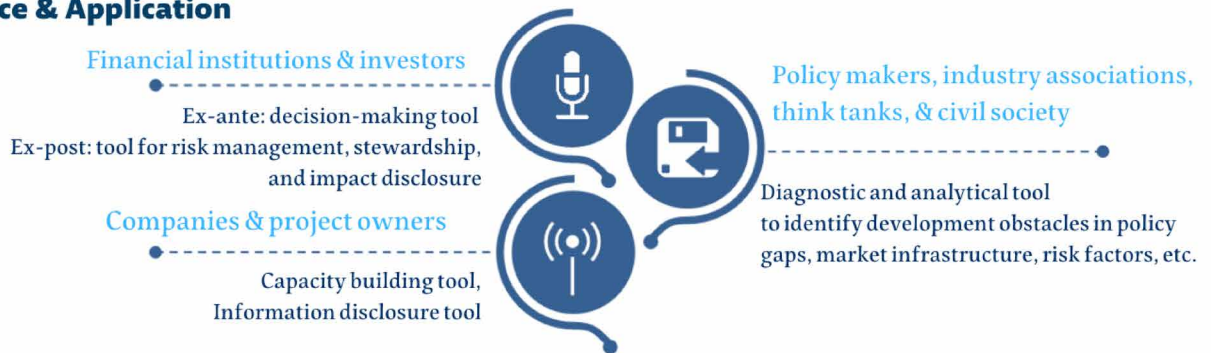 & Application
Financial institutions & investors
Ex-ante: decision-making tool
Ex-post: tool for risk management, stewardship,
and impact disclosure
Companies & project owners
Capacity building tool,
Information disclosure tool
Policy makers, industry associations,
think tanks, & civil society
Diagnostic and analytical tool
to identify development obstacles in policy
gaps, market infrastructure, risk factors, etc.